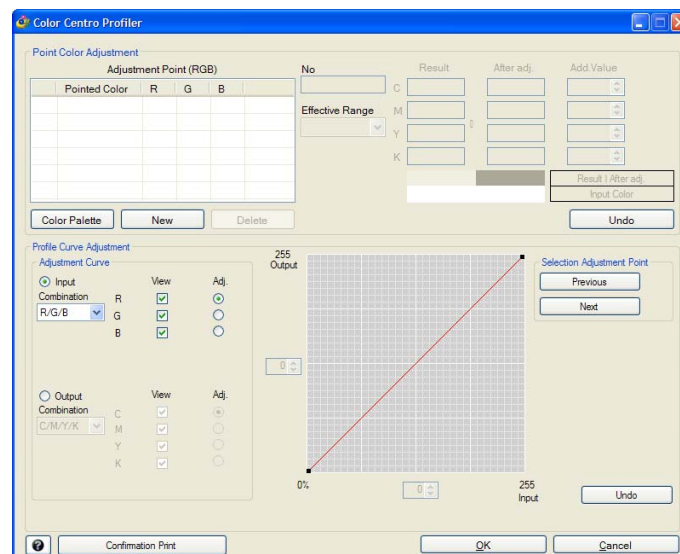 Color Centro Profiler
Point Color Adjustment
Adjustment Point (RGB)
Pointed Color R G B
No
Effective Range
Result After adj. Add.Value
C
M
Y
K
Result | After adj.
Input Color
Color Palette New Delete Undo
Profile Curve Adjustment
Adjustment Curve
Input View Adj.
Combination
R/G/B
R
G
B
Output View Adj.
Combination
C/M/Y/K
C
M
Y
K
255
Output
0
0%
0
255
Input
Selection Adjustment Point
Previous
Next
Undo
? Confirmation Print OK Cancel